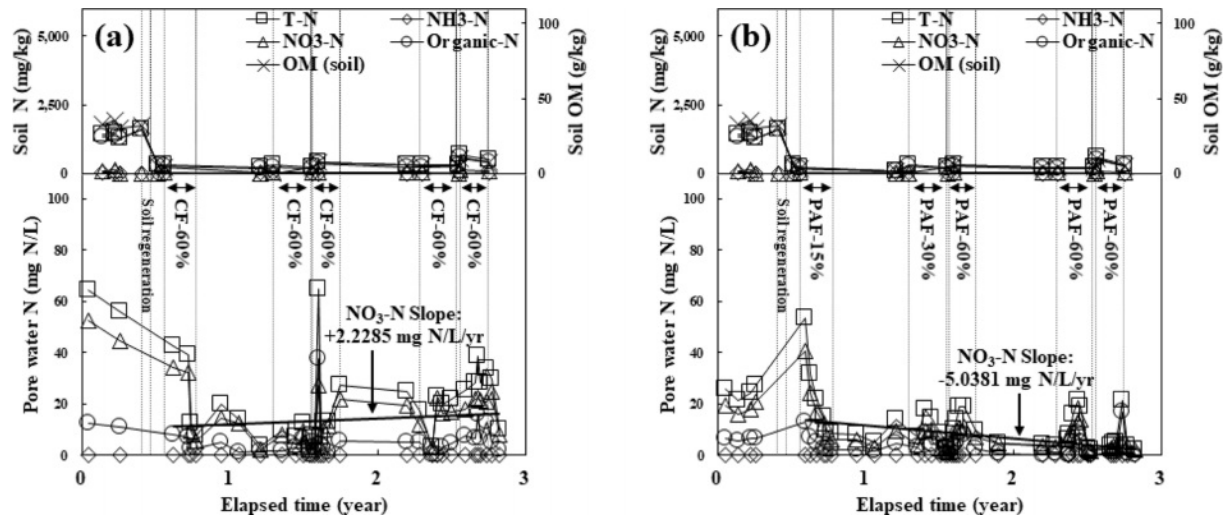 (a)
T-N
NH3-N
NO3-N
Organic-N
OM (soil)
Soil N (mg/kg)
5,000
2,500
0
Soil OM (g/kg)
100
50
0
Soil regeneration
CF-60%
CF-60%
CF-60%
CF-60%
CF-60%
Pore water N (mg N/L)
100
80
60
40
20
0
NO3-N Slope:
+2.2285 mg N/L/yr
0 1 2 3
Elapsed time (year)
(b)
T-N
NH3-N
NO3-N
Organic-N
OM (soil)
Soil N (mg/kg)
5,000
2,500
0
Soil OM (g/kg)
100
50
0
Soil regeneration
PAF-15%
PAF-30%
PAF-60%
PAF-60%
PAF-60%
Pore water N (mg N/L)
100
80
60
40
20
0
NO3-N Slope:
-5.0381 mg N/L/yr
0 1 2 3
Elapsed time (year)